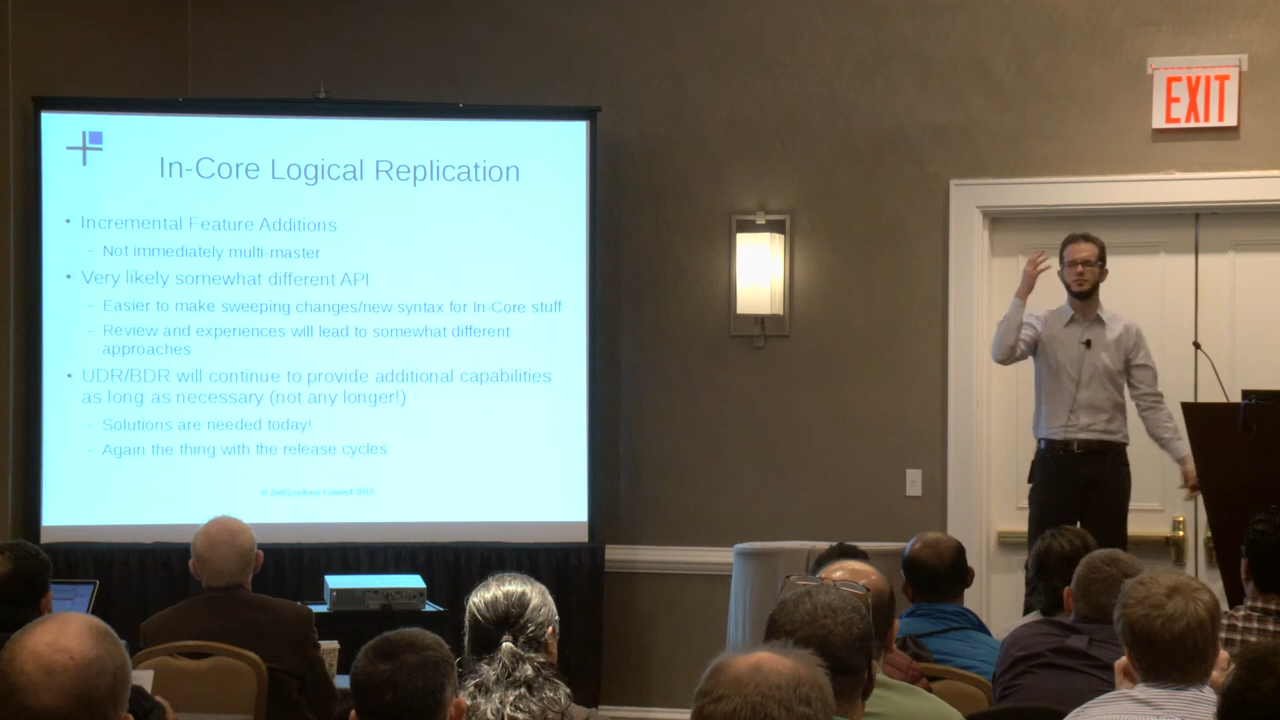 EXIT
In-Core Logical Replication
• Incremental Feature Additions
– Not immediately multi-master
• Very likely somewhat different API
– Easier to make sweeping changes/new syntax for In-Core stuff
– Review and experiences will lead to somewhat different
approaches
• UDR/BDR will continue to provide additional capabilities
as long as necessary (not any longer!)
– Solutions are needed today!
– Again the thing with the release cycles
© 2ndQuadrant Limited 2015